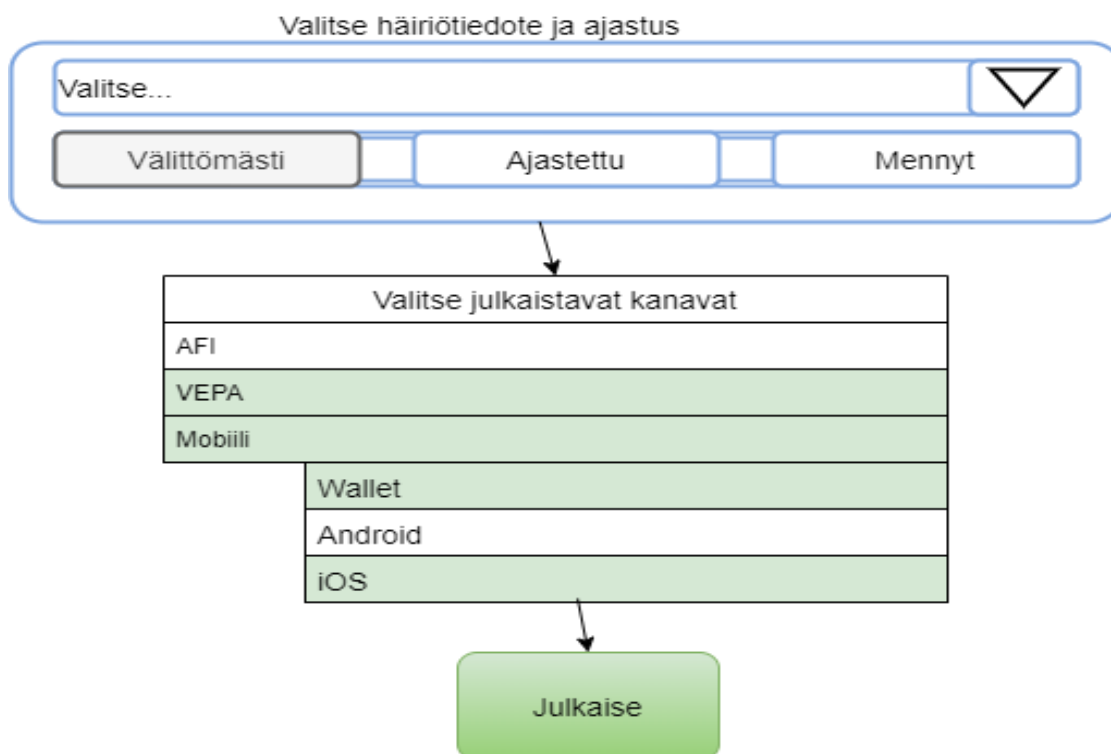 Valitse häiriötiedote ja ajastus
Valitse...
Välittömästi
Ajastettu
Mennyt
Valitse julkaistavat kanavat
AFI
VEPA
Mobiili
Wallet
Android
iOS
Julkaise